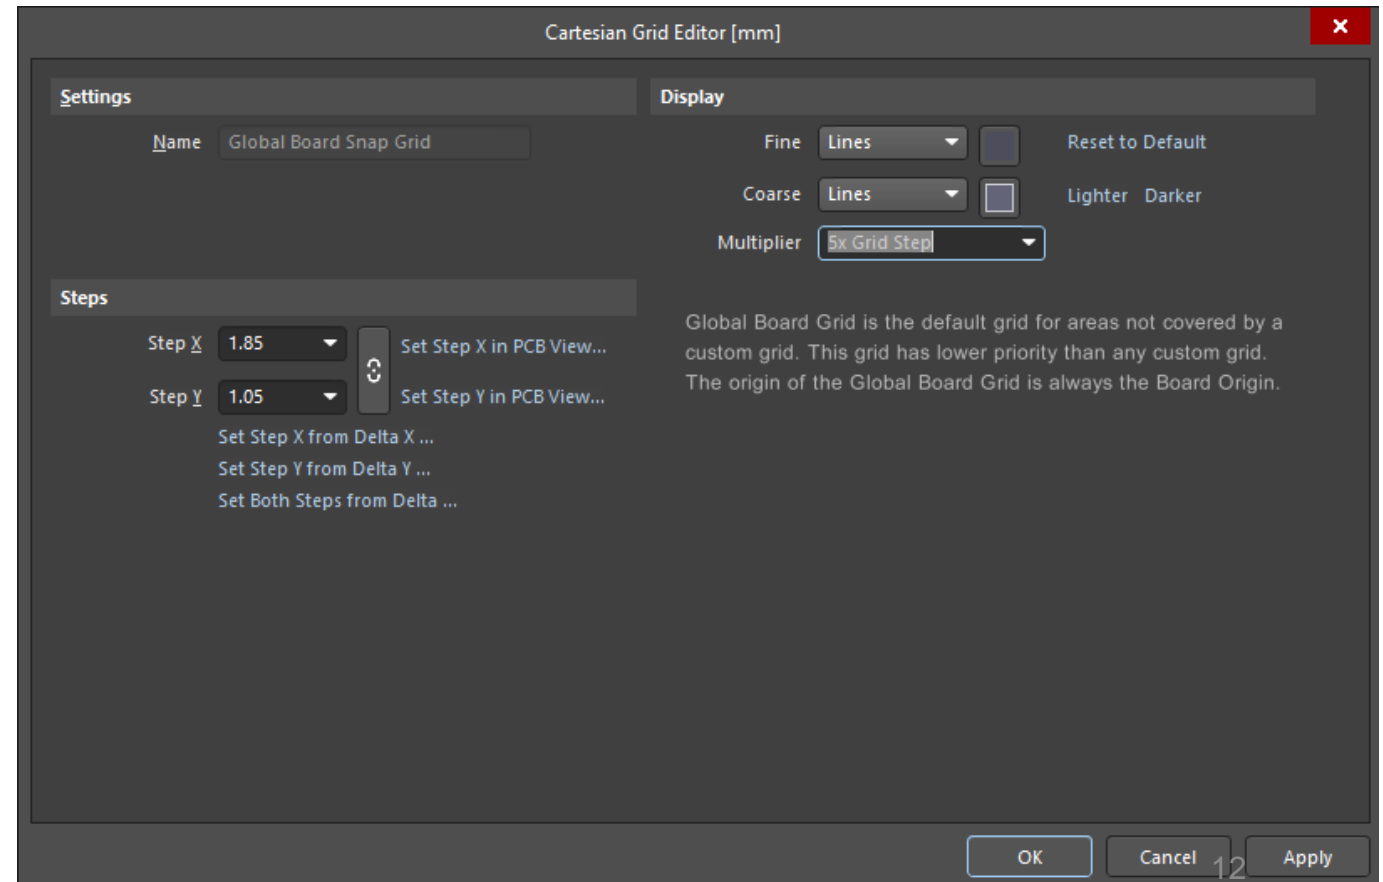 Cartesian Grid Editor [mm]
Settings
Name Global Board Snap Grid
Steps
Step X 1.85 Set Step X in PCB View...
Step Y 1.05 Set Step Y in PCB View...
Set Step X from Delta X ...
Set Step Y from Delta Y ...
Set Both Steps from Delta ...
Display
Fine Lines Reset to Default
Coarse Lines Lighter Darker
Multiplier 5x Grid Step
Global Board Grid is the default grid for areas not covered by a
custom grid. This grid has lower priority than any custom grid.
The origin of the Global Board Grid is always the Board Origin.
OK Cancel Apply
12